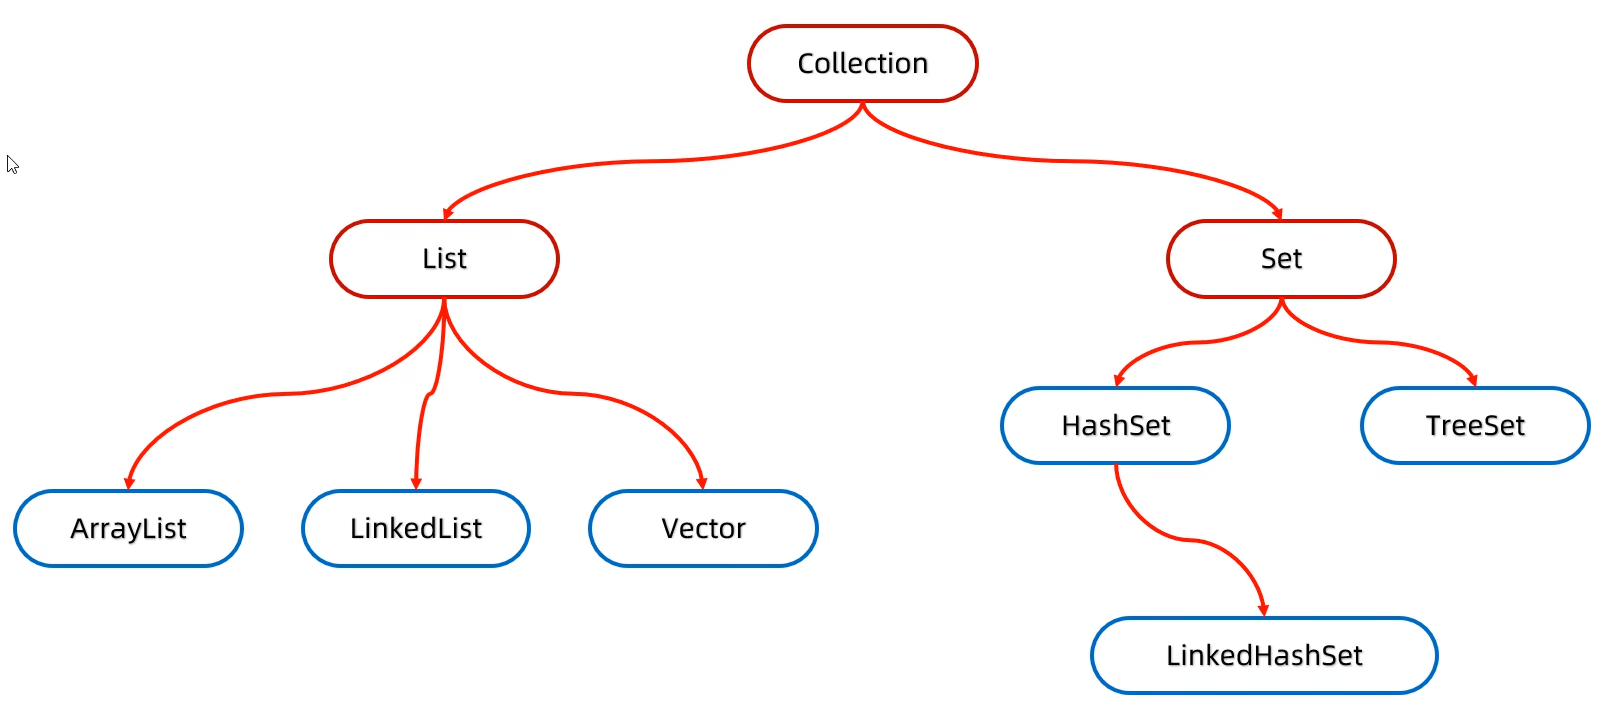 Collection
List
Set
HashSet
TreeSet
ArrayList
LinkedList
Vector
LinkedHashSet